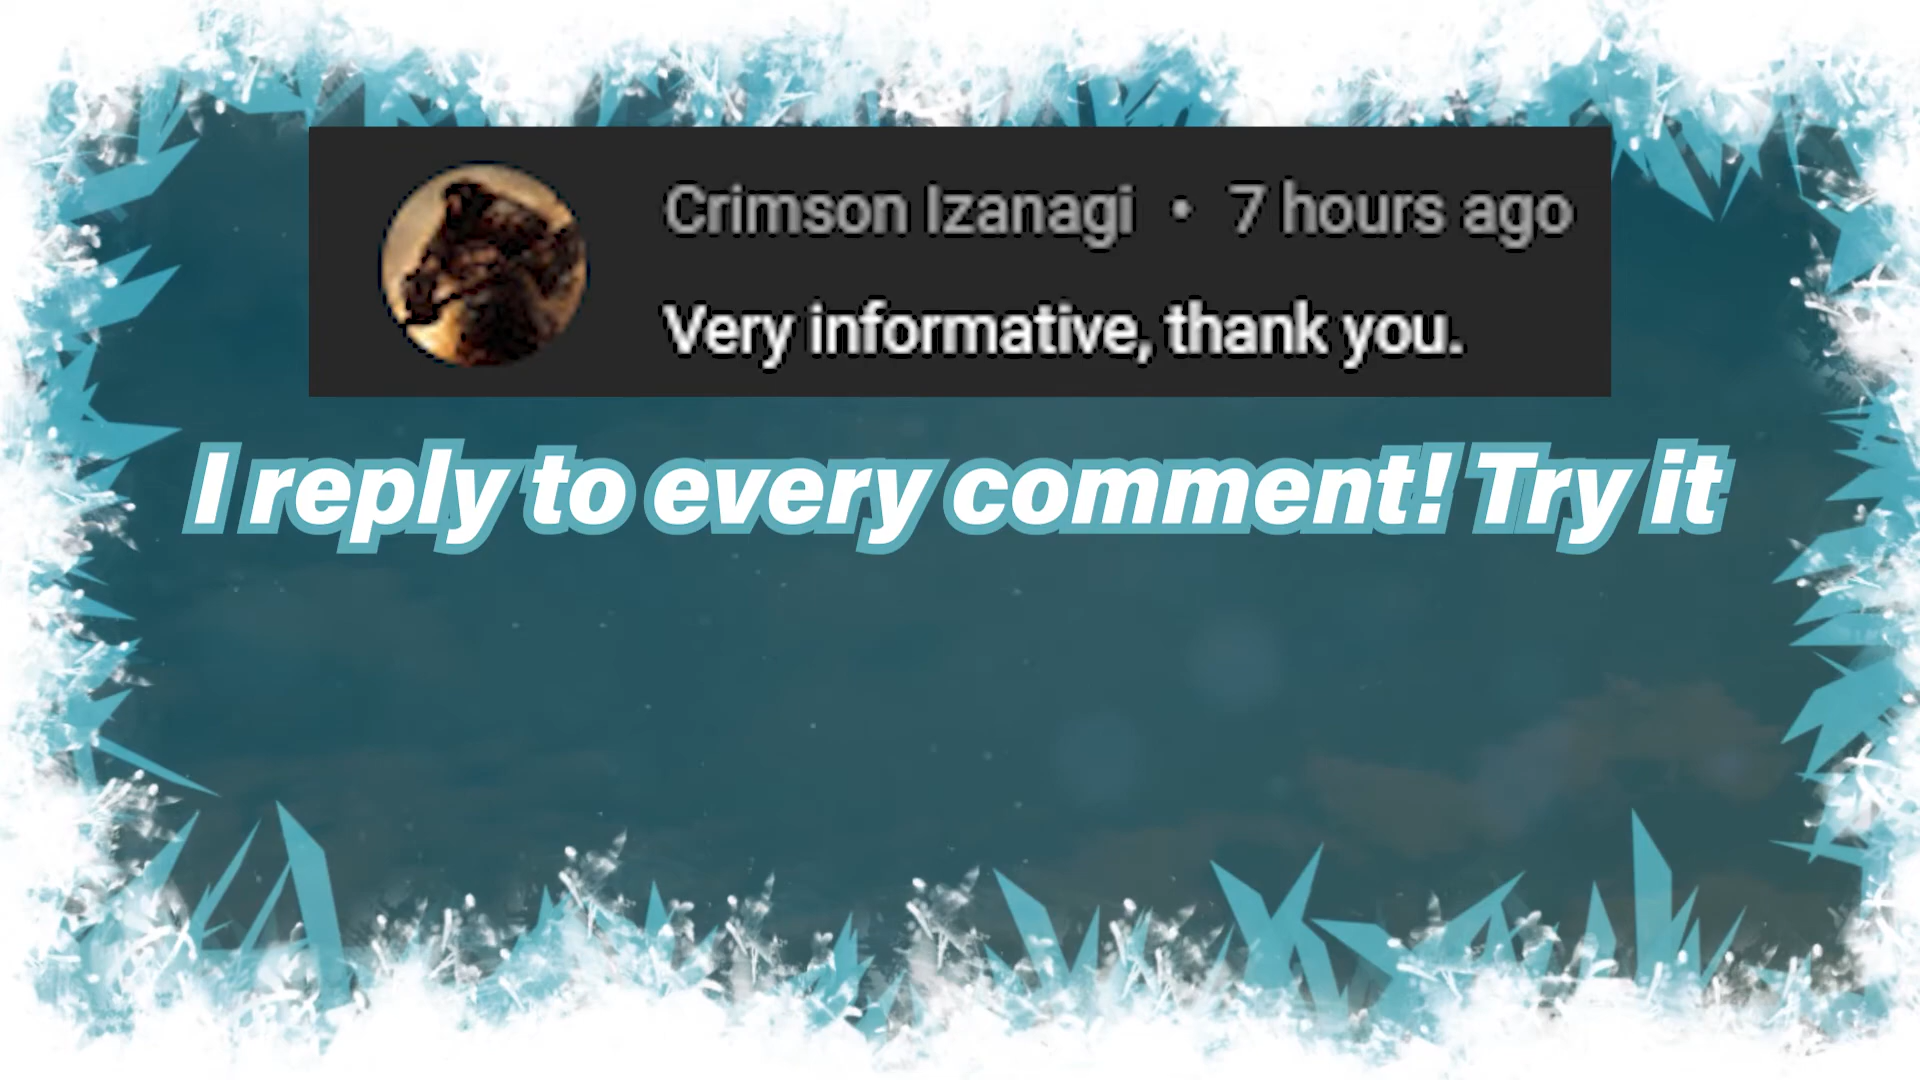 Crimson Izanagi • 7 hours ago
Very informative, thank you.
I reply to every comment! Try it